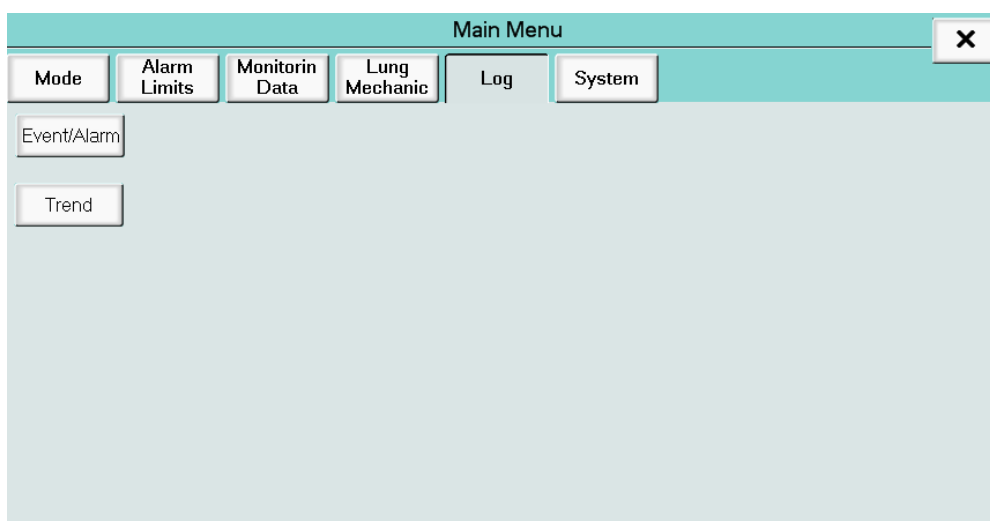 Main Menu
Mode
Alarm
Limits
Monitorin
Data
Lung
Mechanic
Log
System
Event/Alarm
Trend